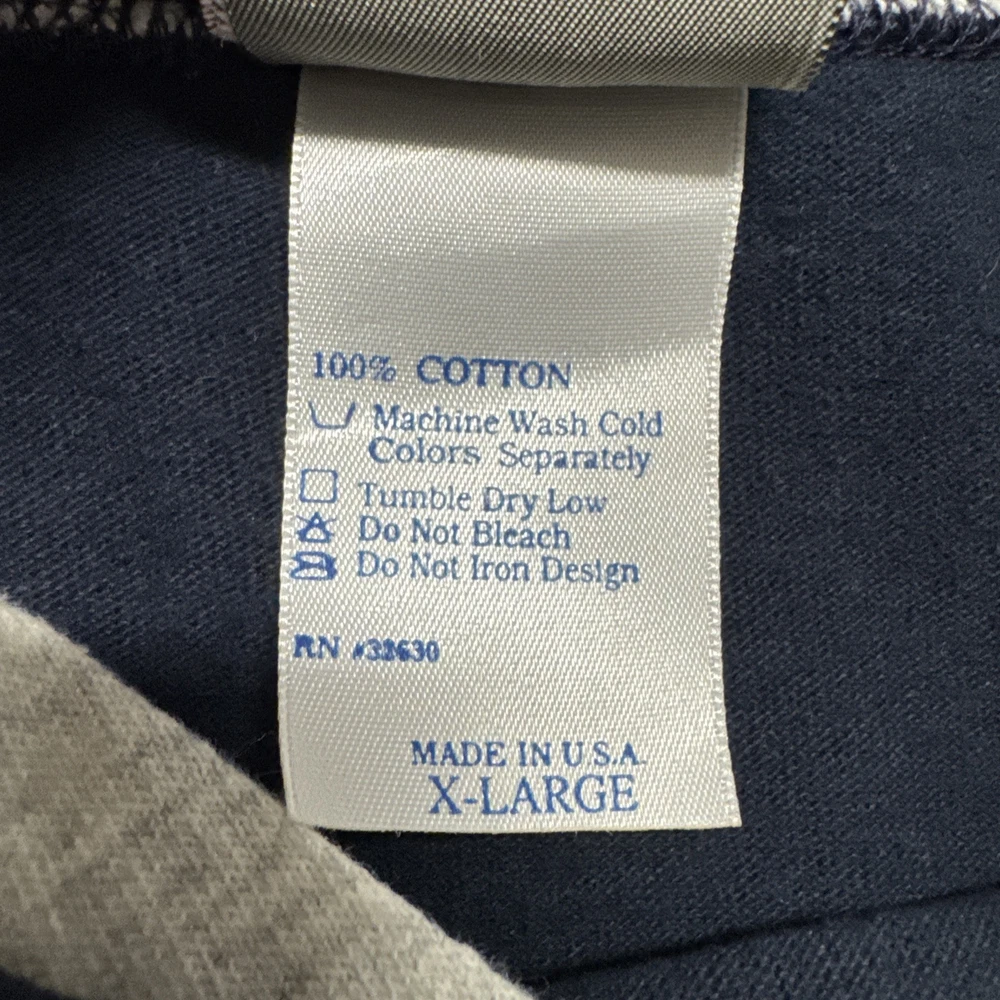 100% COTTON
Machine Wash Cold
Colors Separately
Tumble Dry Low
Do Not Bleach
Do Not Iron Design
RN #38630
MADE IN U.S.A.
X-LARGE